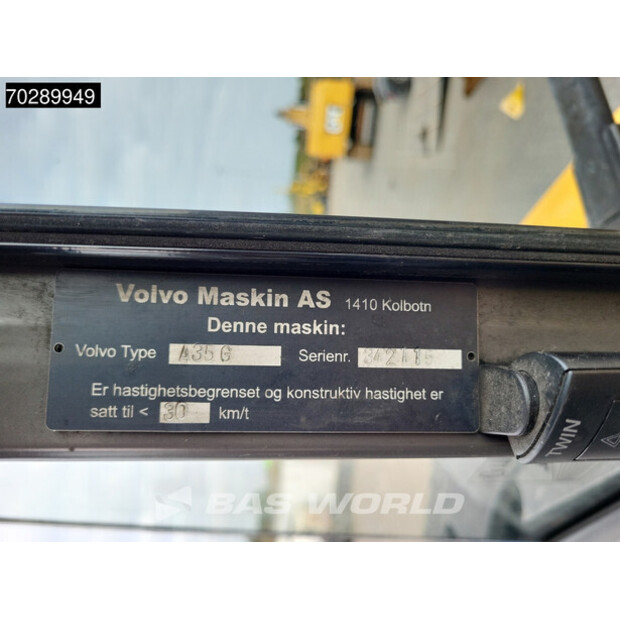 70289949
Volvo Maskin AS 1410 Kolbotn
Denne maskin:
Volvo Type A35G Serienr.
Er hastighetsbegrenset og konstruktiv hastighet er
satt til < 30 km/t
TWIN
BAS WORLD